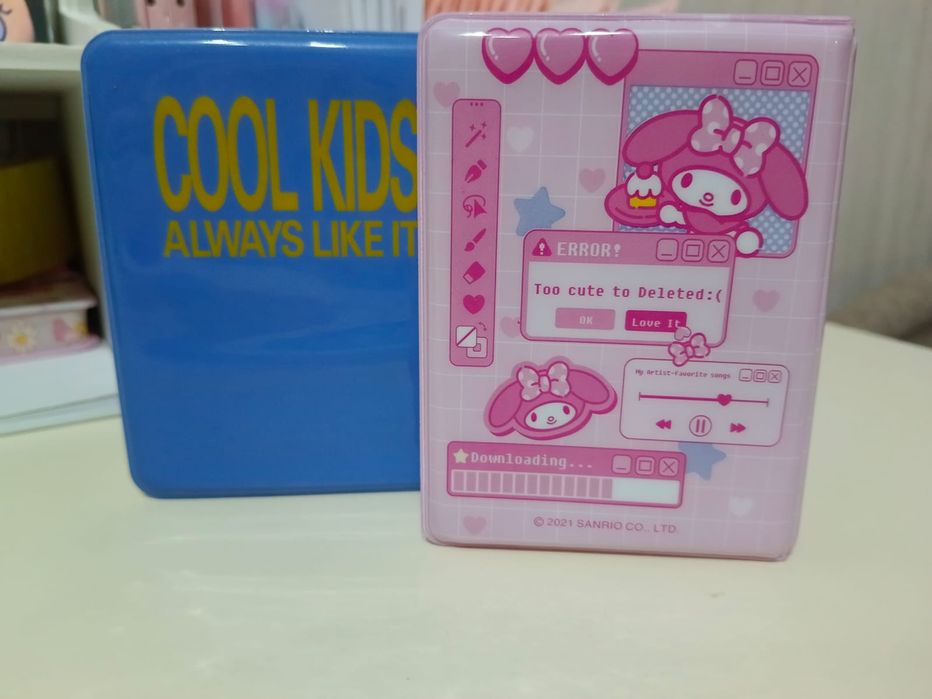 COOL KIDS
ALWAYS LIKE IT
ERROR!
Too cute to Deleted:(
OK
Love It
My Artist-Favorite songs
Downloading...
© 2021 SANRIO CO., LTD.